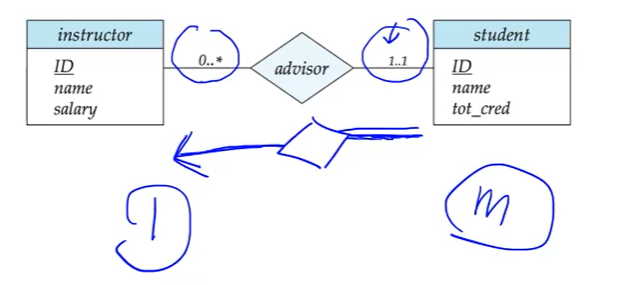 instructor
student
0..*
advisor
1..1
ID
name
salary
ID
name
tot_cred
1
M